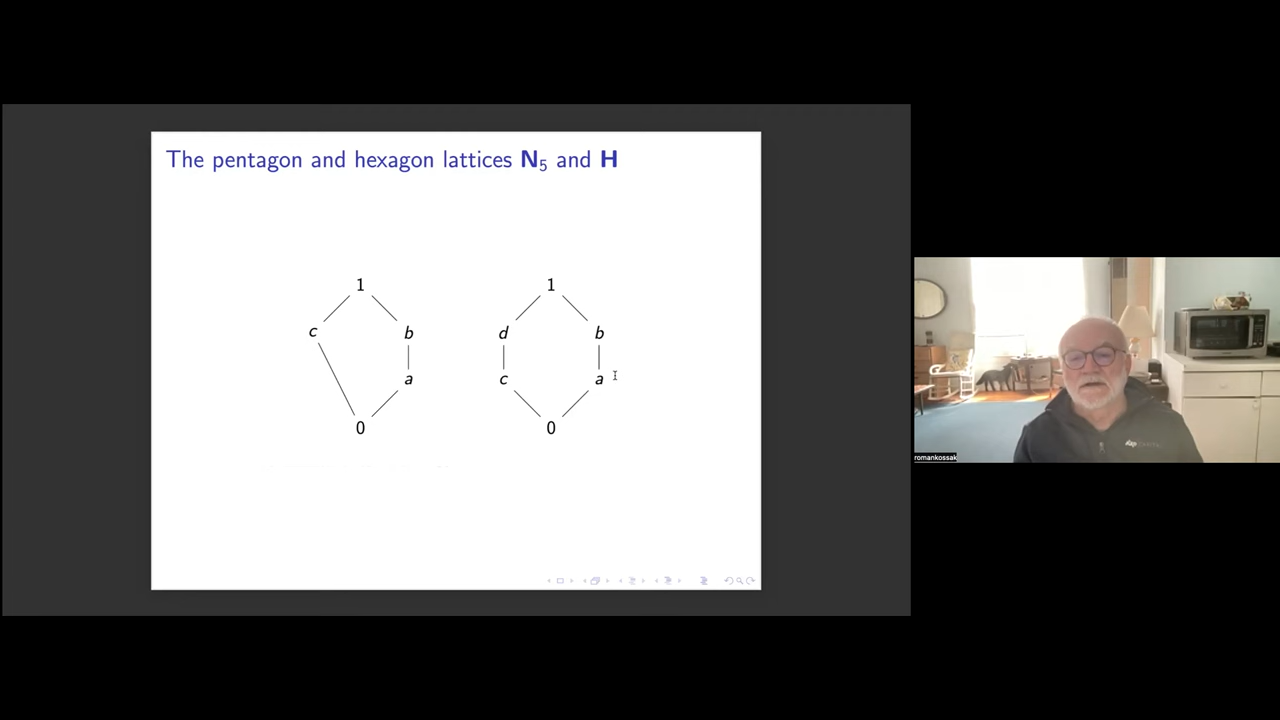 The pentagon and hexagon lattices N₅ and H
1 1
c b d b
a c a
0 0
romankossak